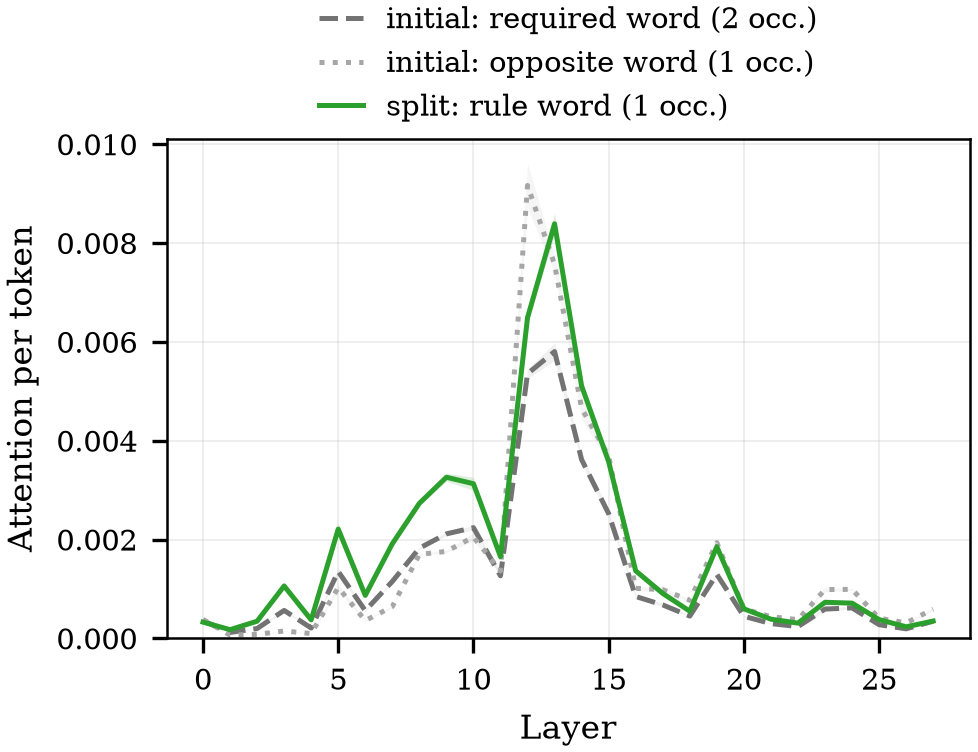 initial: required word (2 occ.)
initial: opposite word (1 occ.)
split: rule word (1 occ.)
0.010
0.008
0.006
0.004
0.002
0.000
Attention per token
0 5 10 15 20 25
Layer